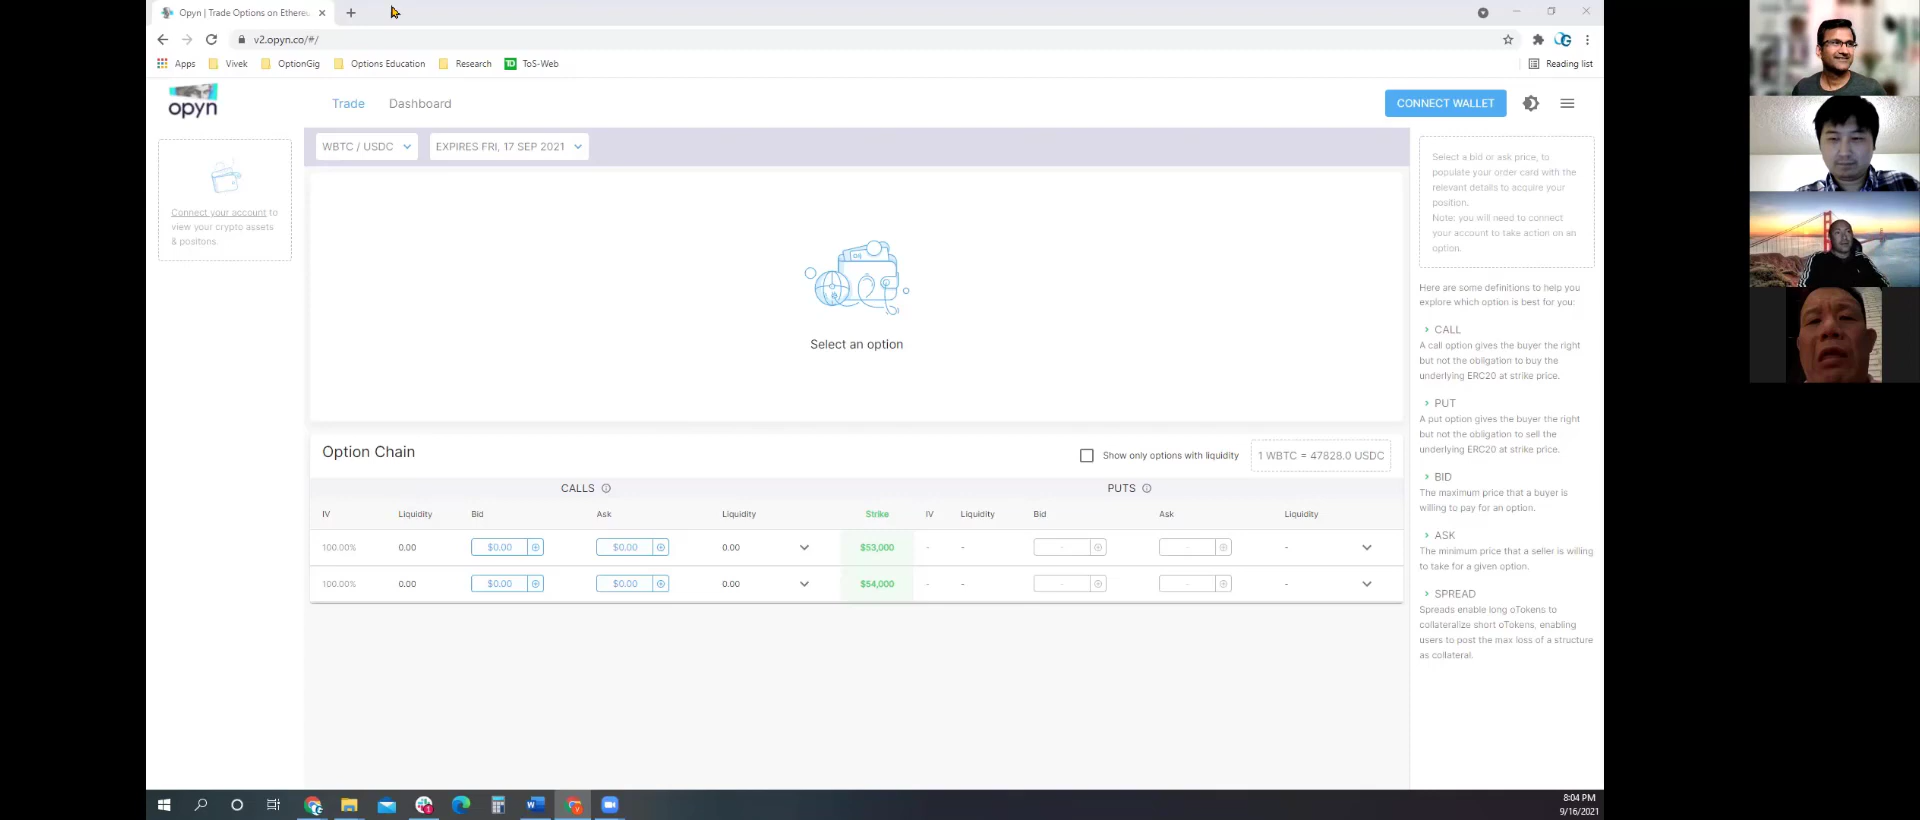 Opyn | Trade Options on Ethereu
v2.opyn.co/#/
Apps Vivek OptionGig Options Education Research TD ToS-Web Reading list
opyn
Trade Dashboard CONNECT WALLET
WBTC / USDC EXPIRES FRI, 17 SEP 2021
Connect your account to
view your crypto assets
& positons.
Select an option
Select a bid or ask price, to
populate your order card with the
relevant details to acquire your
position.
Note: you will need to connect
your account to take action on an
option.
Here are some definitions to help you
explore which option is best for you:
CALL
A call option gives the buyer the right
but not the obligation to buy the
underlying ERC20 at strike price.
PUT
A put option gives the buyer the right
but not the obligation to sell the
underlying ERC20 at strike price.
BID
The maximum price that a buyer is
willing to pay for an option.
ASK
The minimum price that a seller is willing
to take for a given option.
SPREAD
Spreads enable long oTokens to
collateralize short oTokens, enabling
users to post the max loss of a structure
as collateral.
Option Chain Show only options with liquidity 1 WBTC = 47828.0 USDC
CALLS PUTS
IV Liquidity Bid Ask Liquidity Strike IV Liquidity Bid Ask Liquidity
100.00% 0.00 $0.00 $0.00 0.00 $53,000 - - - - -
100.00% 0.00 $0.00 $0.00 0.00 $54,000 - - - - -
8:04 PM
9/16/2021